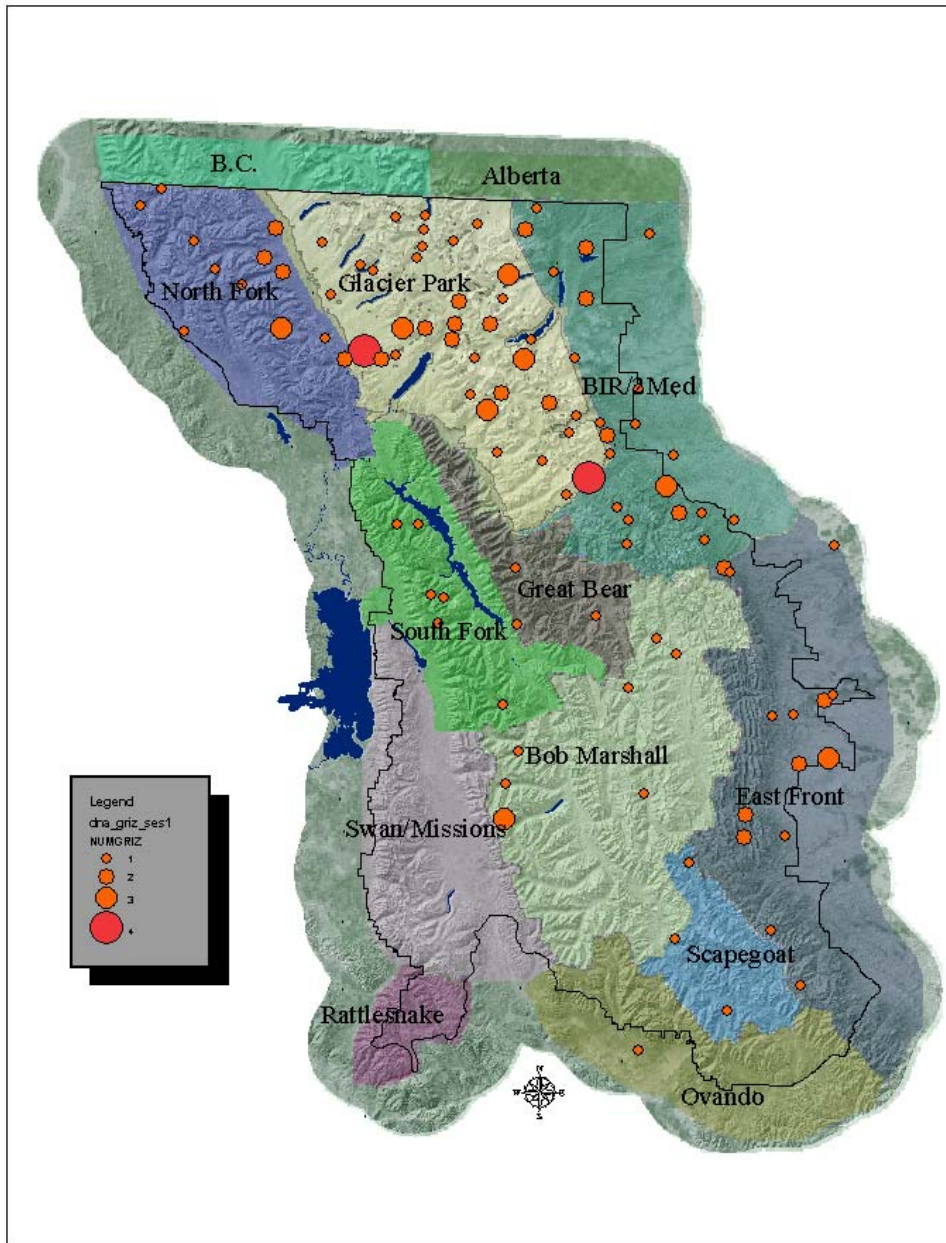 B.C.
Alberta
Glacier Park
North Fork
BIR/2Med
Great Bear
South Fork
Bob Marshall
East Front
Swan/Missions
Scapegoat
Rattlesnake
Ovando
Legend
dna_griz_ses1
NUMGRIZ
1
2
3
4
N
W E
S